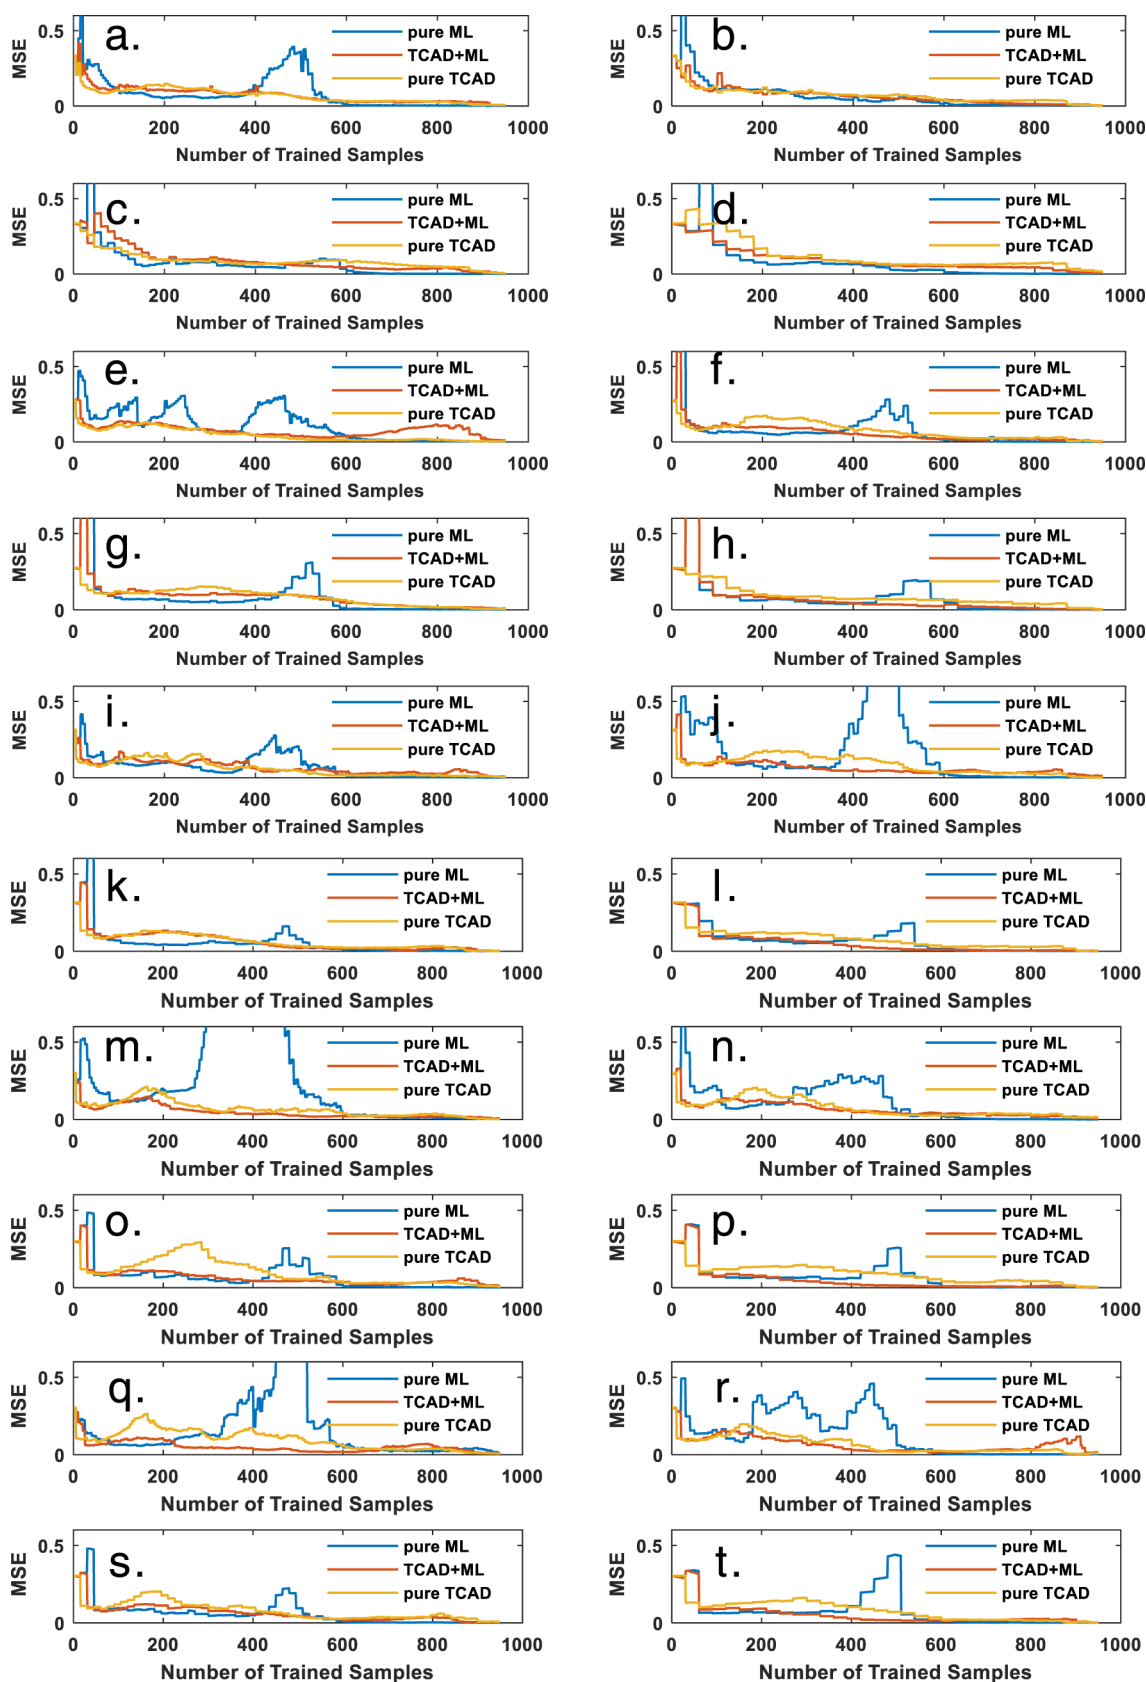 a.
0.5
0
MSE
pure ML
TCAD+ML
pure TCAD
0 200 400 600 800 1000
Number of Trained Samples
b.
0.5
0
MSE
pure ML
TCAD+ML
pure TCAD
0 200 400 600 800 1000
Number of Trained Samples
c.
0.5
0
MSE
pure ML
TCAD+ML
pure TCAD
0 200 400 600 800 1000
Number of Trained Samples
d.
0.5
0
MSE
pure ML
TCAD+ML
pure TCAD
0 200 400 600 800 1000
Number of Trained Samples
e.
0.5
0
MSE
pure ML
TCAD+ML
pure TCAD
0 200 400 600 800 1000
Number of Trained Samples
f.
0.5
0
MSE
pure ML
TCAD+ML
pure TCAD
0 200 400 600 800 1000
Number of Trained Samples
g.
0.5
0
MSE
pure ML
TCAD+ML
pure TCAD
0 200 400 600 800 1000
Number of Trained Samples
h.
0.5
0
MSE
pure ML
TCAD+ML
pure TCAD
0 200 400 600 800 1000
Number of Trained Samples
i.
0.5
0
MSE
pure ML
TCAD+ML
pure TCAD
0 200 400 600 800 1000
Number of Trained Samples
j.
0.5
0
MSE
pure ML
TCAD+ML
pure TCAD
0 200 400 600 800 1000
Number of Trained Samples
k.
0.5
0
MSE
pure ML
TCAD+ML
pure TCAD
0 200 400 600 800 1000
Number of Trained Samples
l.
0.5
0
MSE
pure ML
TCAD+ML
pure TCAD
0 200 400 600 800 1000
Number of Trained Samples
m.
0.5
0
MSE
pure ML
TCAD+ML
pure TCAD
0 200 400 600 800 1000
Number of Trained Samples
n.
0.5
0
MSE
pure ML
TCAD+ML
pure TCAD
0 200 400 600 800 1000
Number of Trained Samples
o.
0.5
0
MSE
pure ML
TCAD+ML
pure TCAD
0 200 400 600 800 1000
Number of Trained Samples
p.
0.5
0
MSE
pure ML
TCAD+ML
pure TCAD
0 200 400 600 800 1000
Number of Trained Samples
q.
0.5
0
MSE
pure ML
TCAD+ML
pure TCAD
0 200 400 600 800 1000
Number of Trained Samples
r.
0.5
0
MSE
pure ML
TCAD+ML
pure TCAD
0 200 400 600 800 1000
Number of Trained Samples
s.
0.5
0
MSE
pure ML
TCAD+ML
pure TCAD
0 200 400 600 800 1000
Number of Trained Samples
t.
0.5
0
MSE
pure ML
TCAD+ML
pure TCAD
0 200 400 600 800 1000
Number of Trained Samples